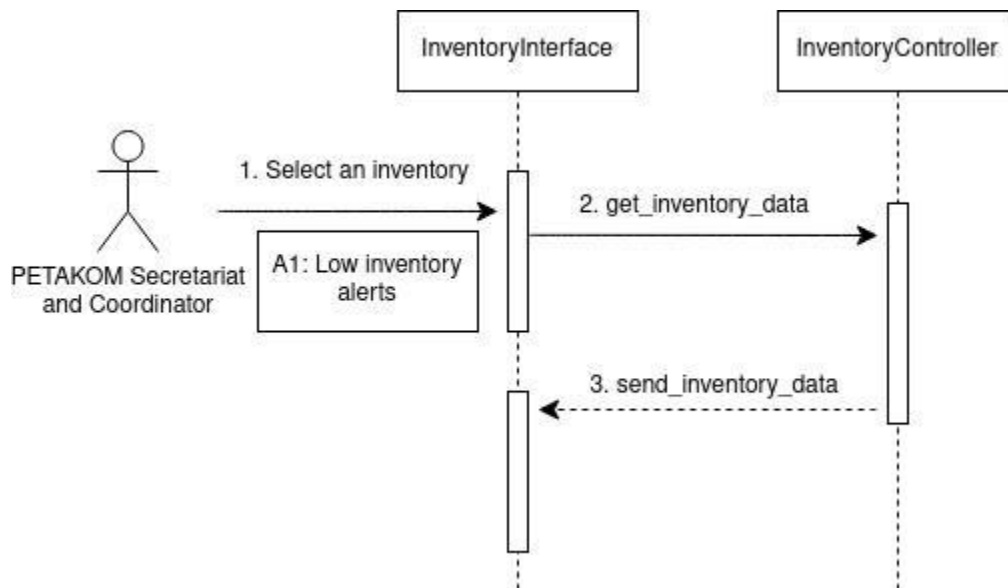 InventoryInterface
InventoryController
1. Select an inventory
2. get_inventory_data
A1: Low inventory
alerts
PETAKOM Secretariat
and Coordinator
3. send_inventory_data